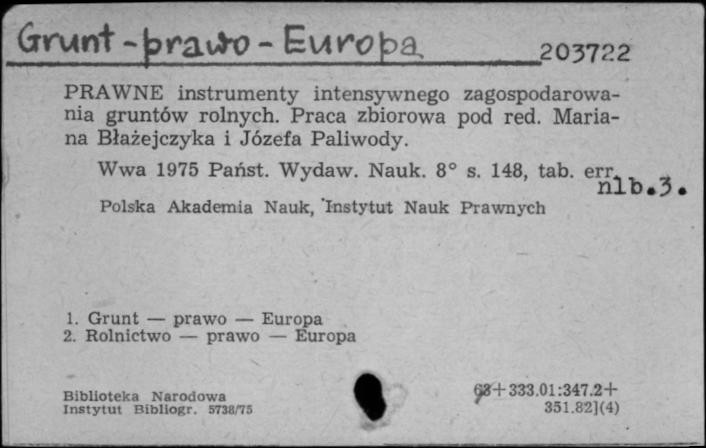 Grunt - prawo - Europa
203722
PRAWNE instrumenty intensywnego zagospodarowa-
nia gruntów rolnych. Praca zbiorowa pod red. Maria-
na Błażejczyka i Józefa Paliwody.
Wwa 1975 Państ. Wydaw. Nauk. 8° s. 148, tab. err.
nlb.3.
Polska Akademia Nauk, Instytut Nauk Prawnych
1. Grunt — prawo — Europa
2. Rolnictwo — prawo — Europa
Biblioteka Narodowa
Instytut Bibliogr. 5738/75
63+333.01:347.2+
351.82](4)